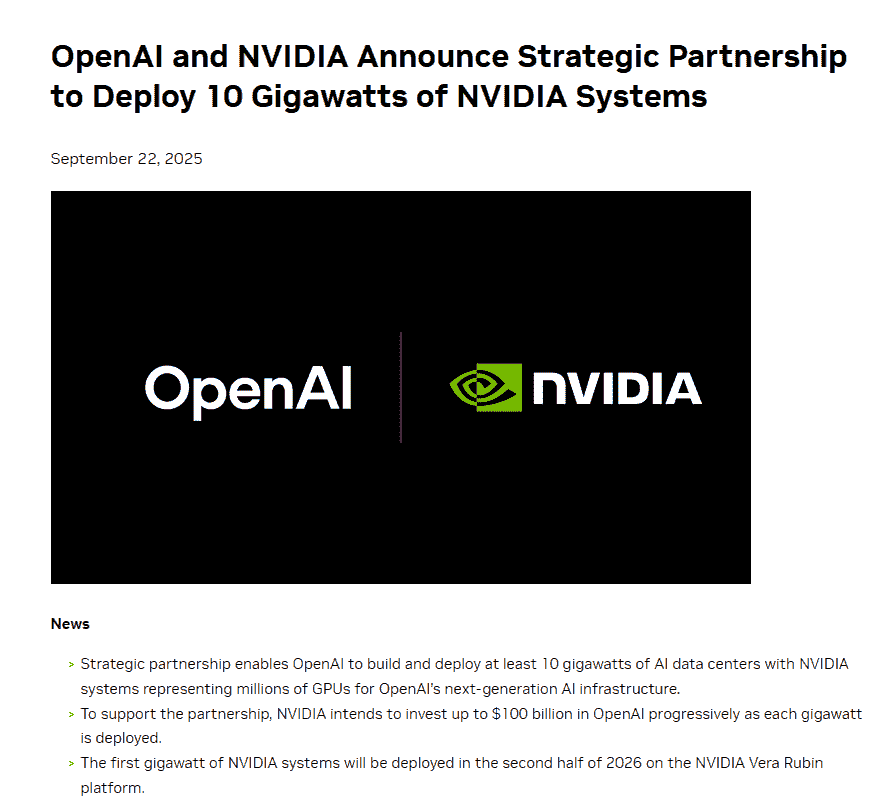 OpenAI and NVIDIA Announce Strategic Partnership
to Deploy 10 Gigawatts of NVIDIA Systems
September 22, 2025
OpenAI
NVIDIA
News
> Strategic partnership enables OpenAI to build and deploy at least 10 gigawatts of AI data centers with NVIDIA
systems representing millions of GPUs for OpenAI’s next-generation AI infrastructure.
> To support the partnership, NVIDIA intends to invest up to $100 billion in OpenAI progressively as each gigawatt
is deployed.
> The first gigawatt of NVIDIA systems will be deployed in the second half of 2026 on the NVIDIA Vera Rubin
platform.